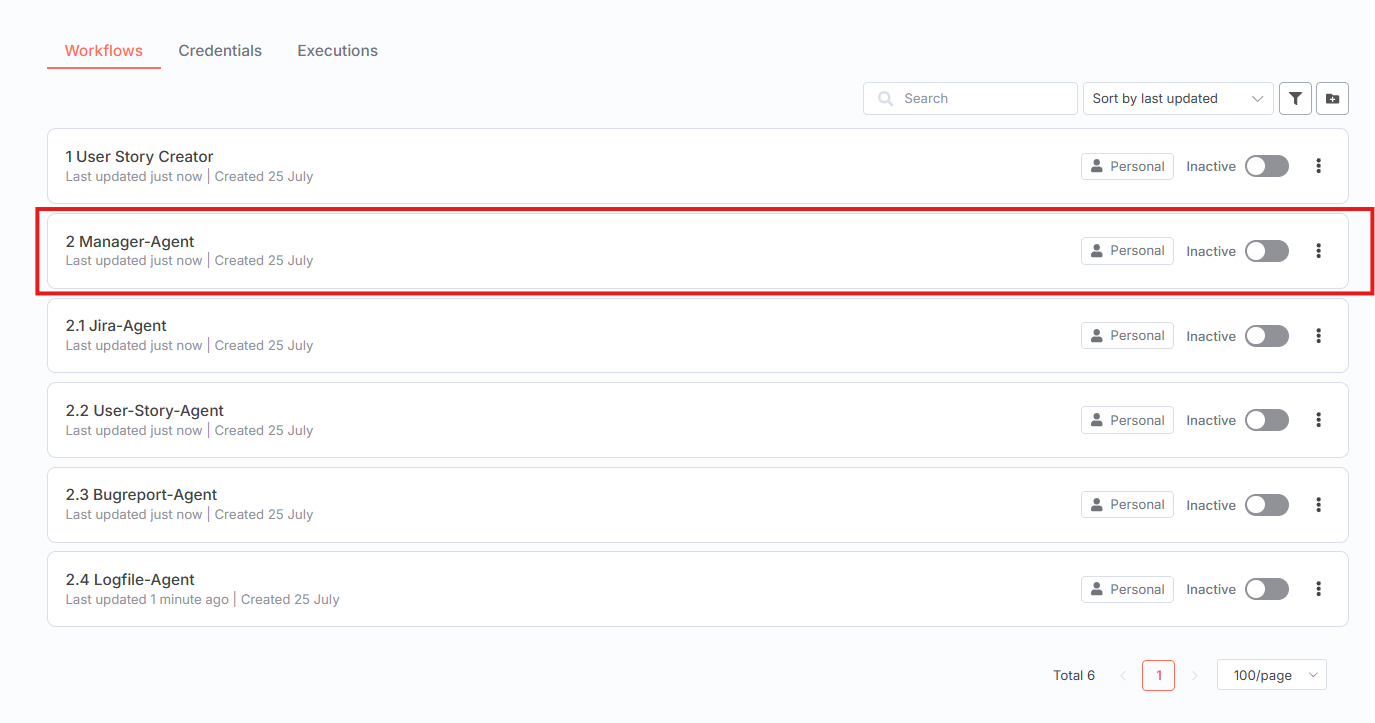 Workflows Credentials Executions
Search Sort by last updated
1 User Story Creator
Last updated just now | Created 25 July
Personal Inactive
2 Manager-Agent
Last updated just now | Created 25 July
Personal Inactive
2.1 Jira-Agent
Last updated just now | Created 25 July
Personal Inactive
2.2 User-Story-Agent
Last updated just now | Created 25 July
Personal Inactive
2.3 Bugreport-Agent
Last updated just now | Created 25 July
Personal Inactive
2.4 Logfile-Agent
Last updated 1 minute ago | Created 25 July
Personal Inactive
Total 6 1 100/page